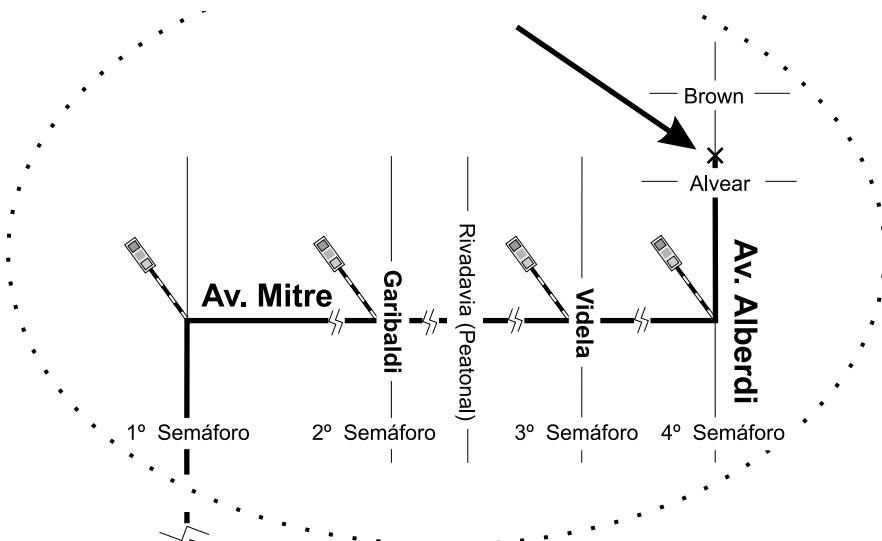 Brown
Alvear
Av. Mitre
Garibaldi
Rivadavia (Peatonal)
Videla
Av. Alberdi
1º Semáforo
2º Semáforo
3º Semáforo
4º Semáforo